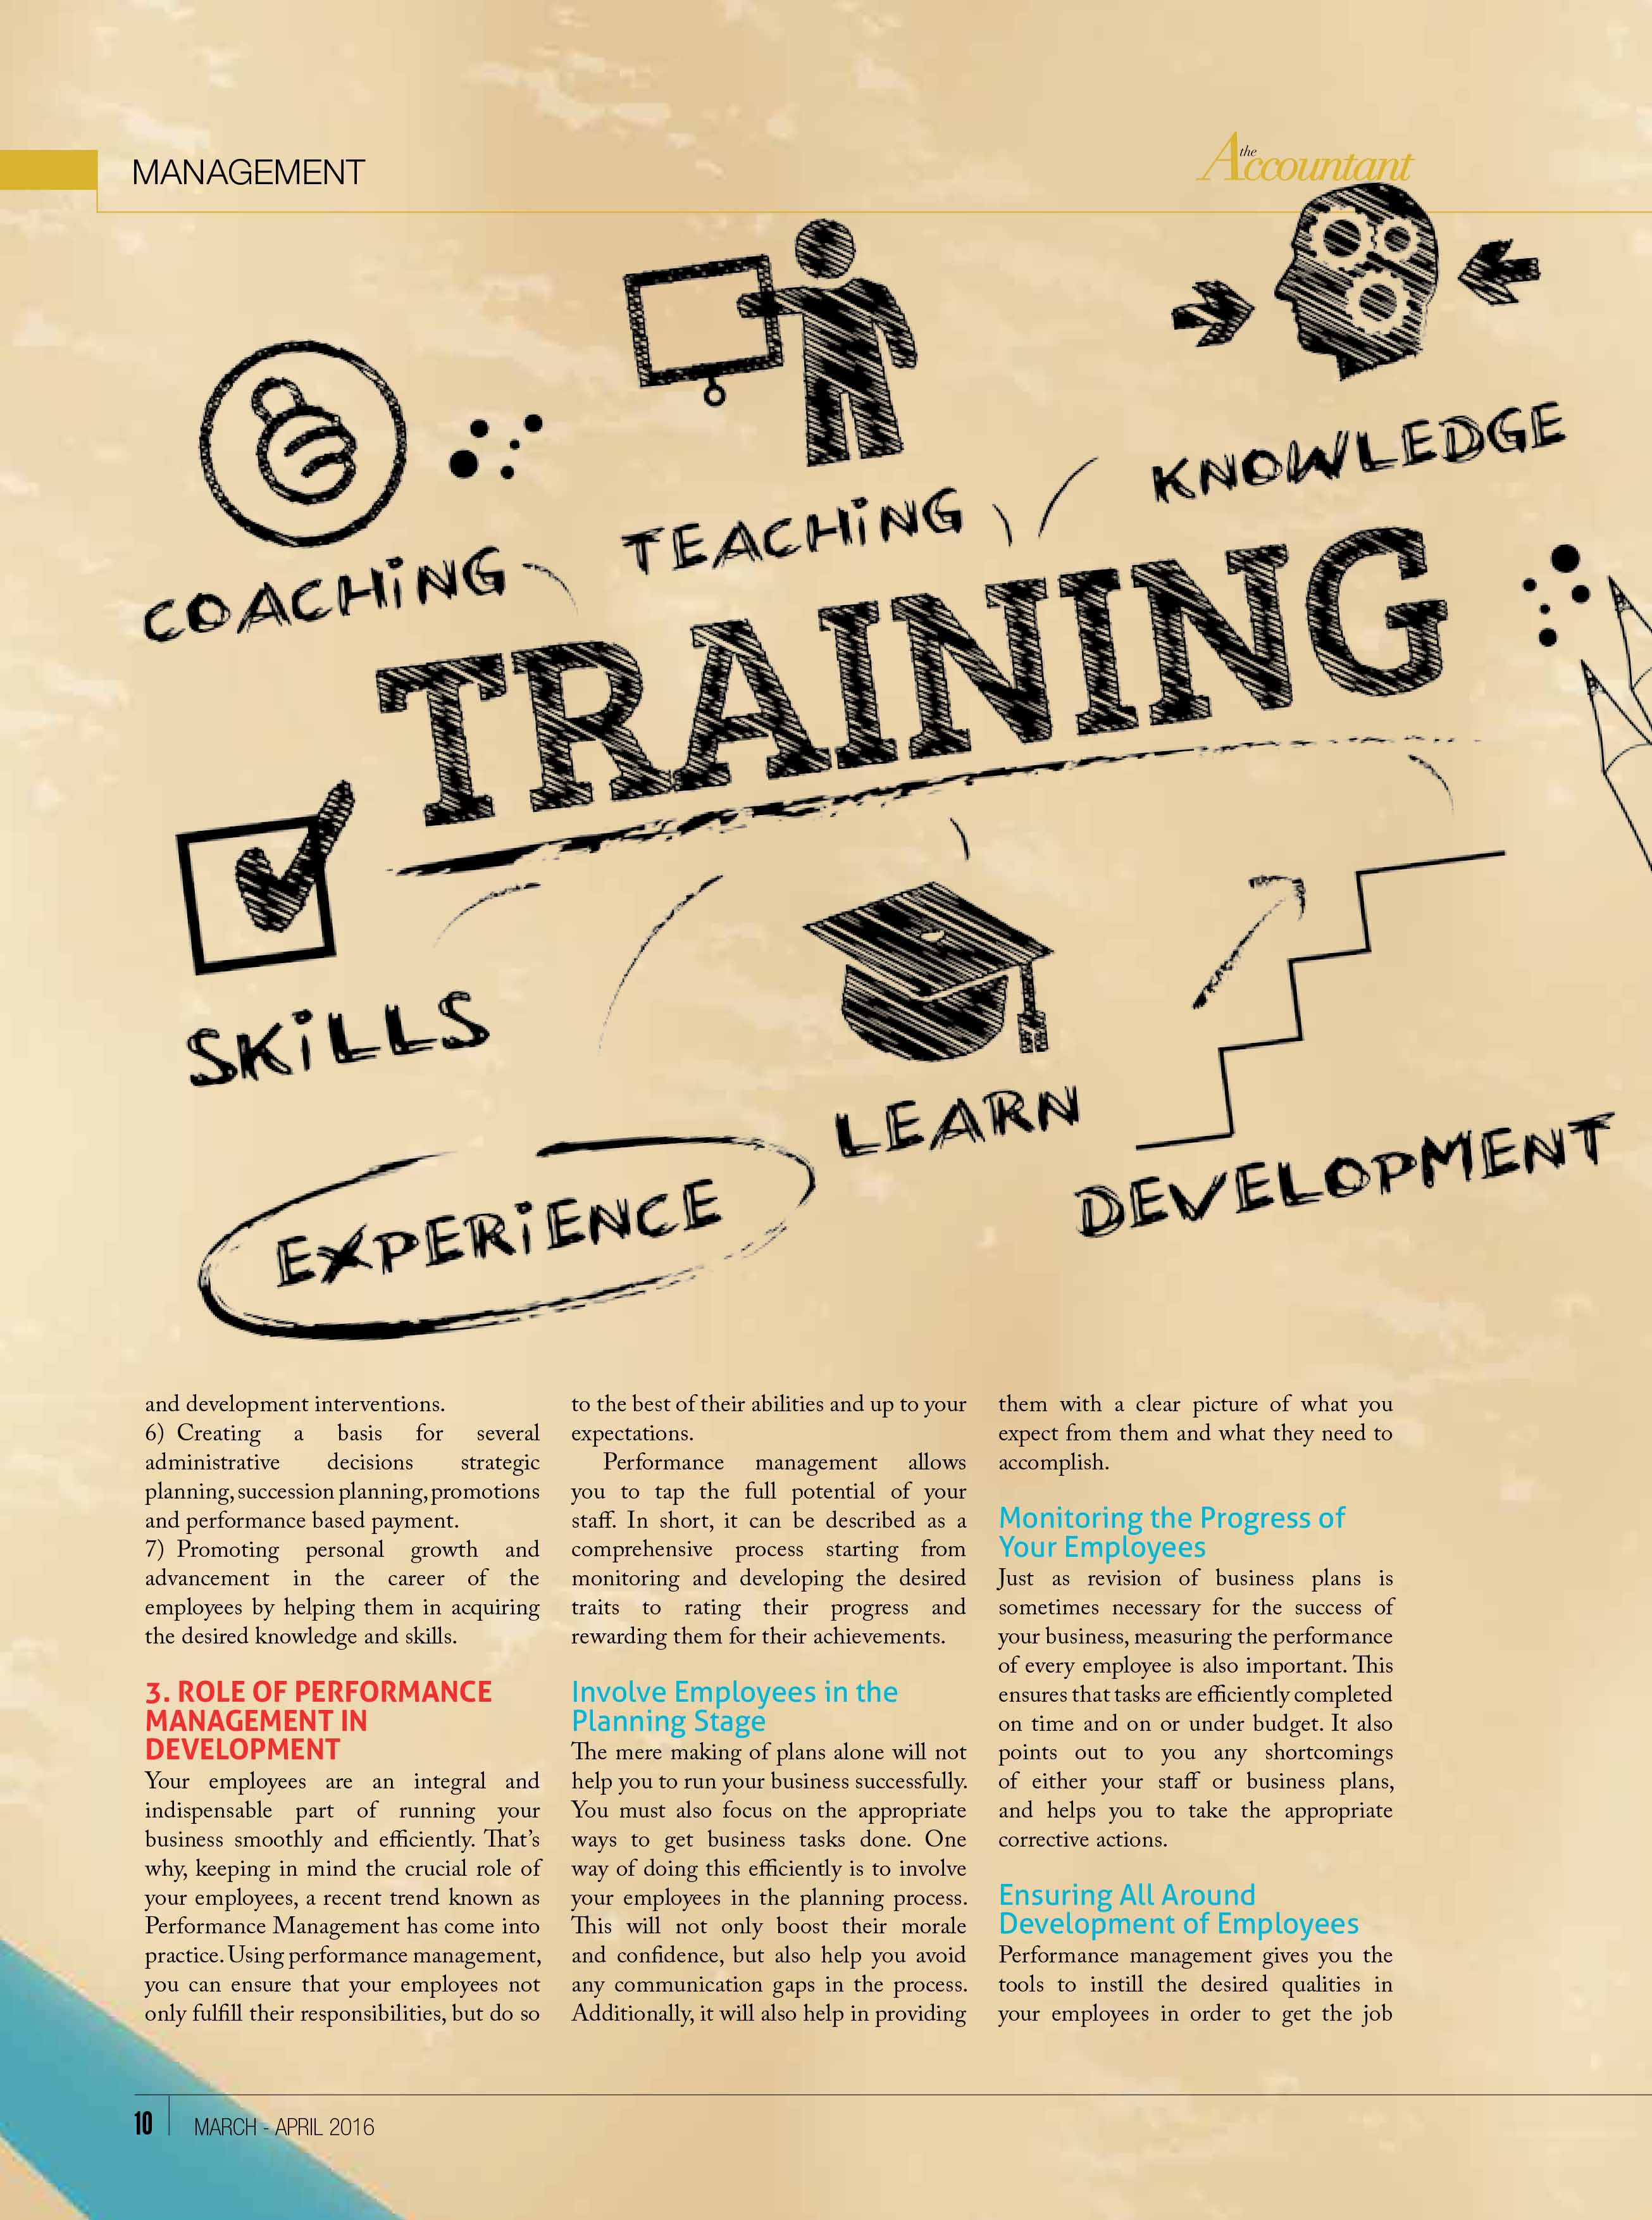 MANAGEMENT
the Accountant
COACHiNG
TEACHiNG
KNOWLEDGE
TRAINING
SKiLLS
LEARN
EXPERiENCE
DEVELOPMENT
and development interventions.
6) Creating a basis for several
administrative decisions strategic
planning, succession planning, promotions
and performance based payment.
7) Promoting personal growth and
advancement in the career of the
employees by helping them in acquiring
the desired knowledge and skills.
3. ROLE OF PERFORMANCE
MANAGEMENT IN
DEVELOPMENT
Your employees are an integral and
indispensable part of running your
business smoothly and efficiently. That's
why, keeping in mind the crucial role of
your employees, a recent trend known as
Performance Management has come into
practice. Using performance management,
you can ensure that your employees not
only fulfill their responsibilities, but do so
to the best of their abilities and up to your
expectations.
Performance management allows
you to tap the full potential of your
staff. In short, it can be described as a
comprehensive process starting from
monitoring and developing the desired
traits to rating their progress and
rewarding them for their achievements.
Involve Employees in the
Planning Stage
The mere making of plans alone will not
help you to run your business successfully.
You must also focus on the appropriate
ways to get business tasks done. One
way of doing this efficiently is to involve
your employees in the planning process.
This will not only boost their morale
and confidence, but also help you avoid
any communication gaps in the process.
Additionally, it will also help in providing
them with a clear picture of what you
expect from them and what they need to
accomplish.
Monitoring the Progress of
Your Employees
Just as revision of business plans is
sometimes necessary for the success of
your business, measuring the performance
of every employee is also important. This
ensures that tasks are efficiently completed
on time and on or under budget. It also
points out to you any shortcomings
of either your staff or business plans,
and helps you to take the appropriate
corrective actions.
Ensuring All Around
Development of Employees
Performance management gives you the
tools to instill the desired qualities in
your employees in order to get the job
10
MARCH - APRIL 2016